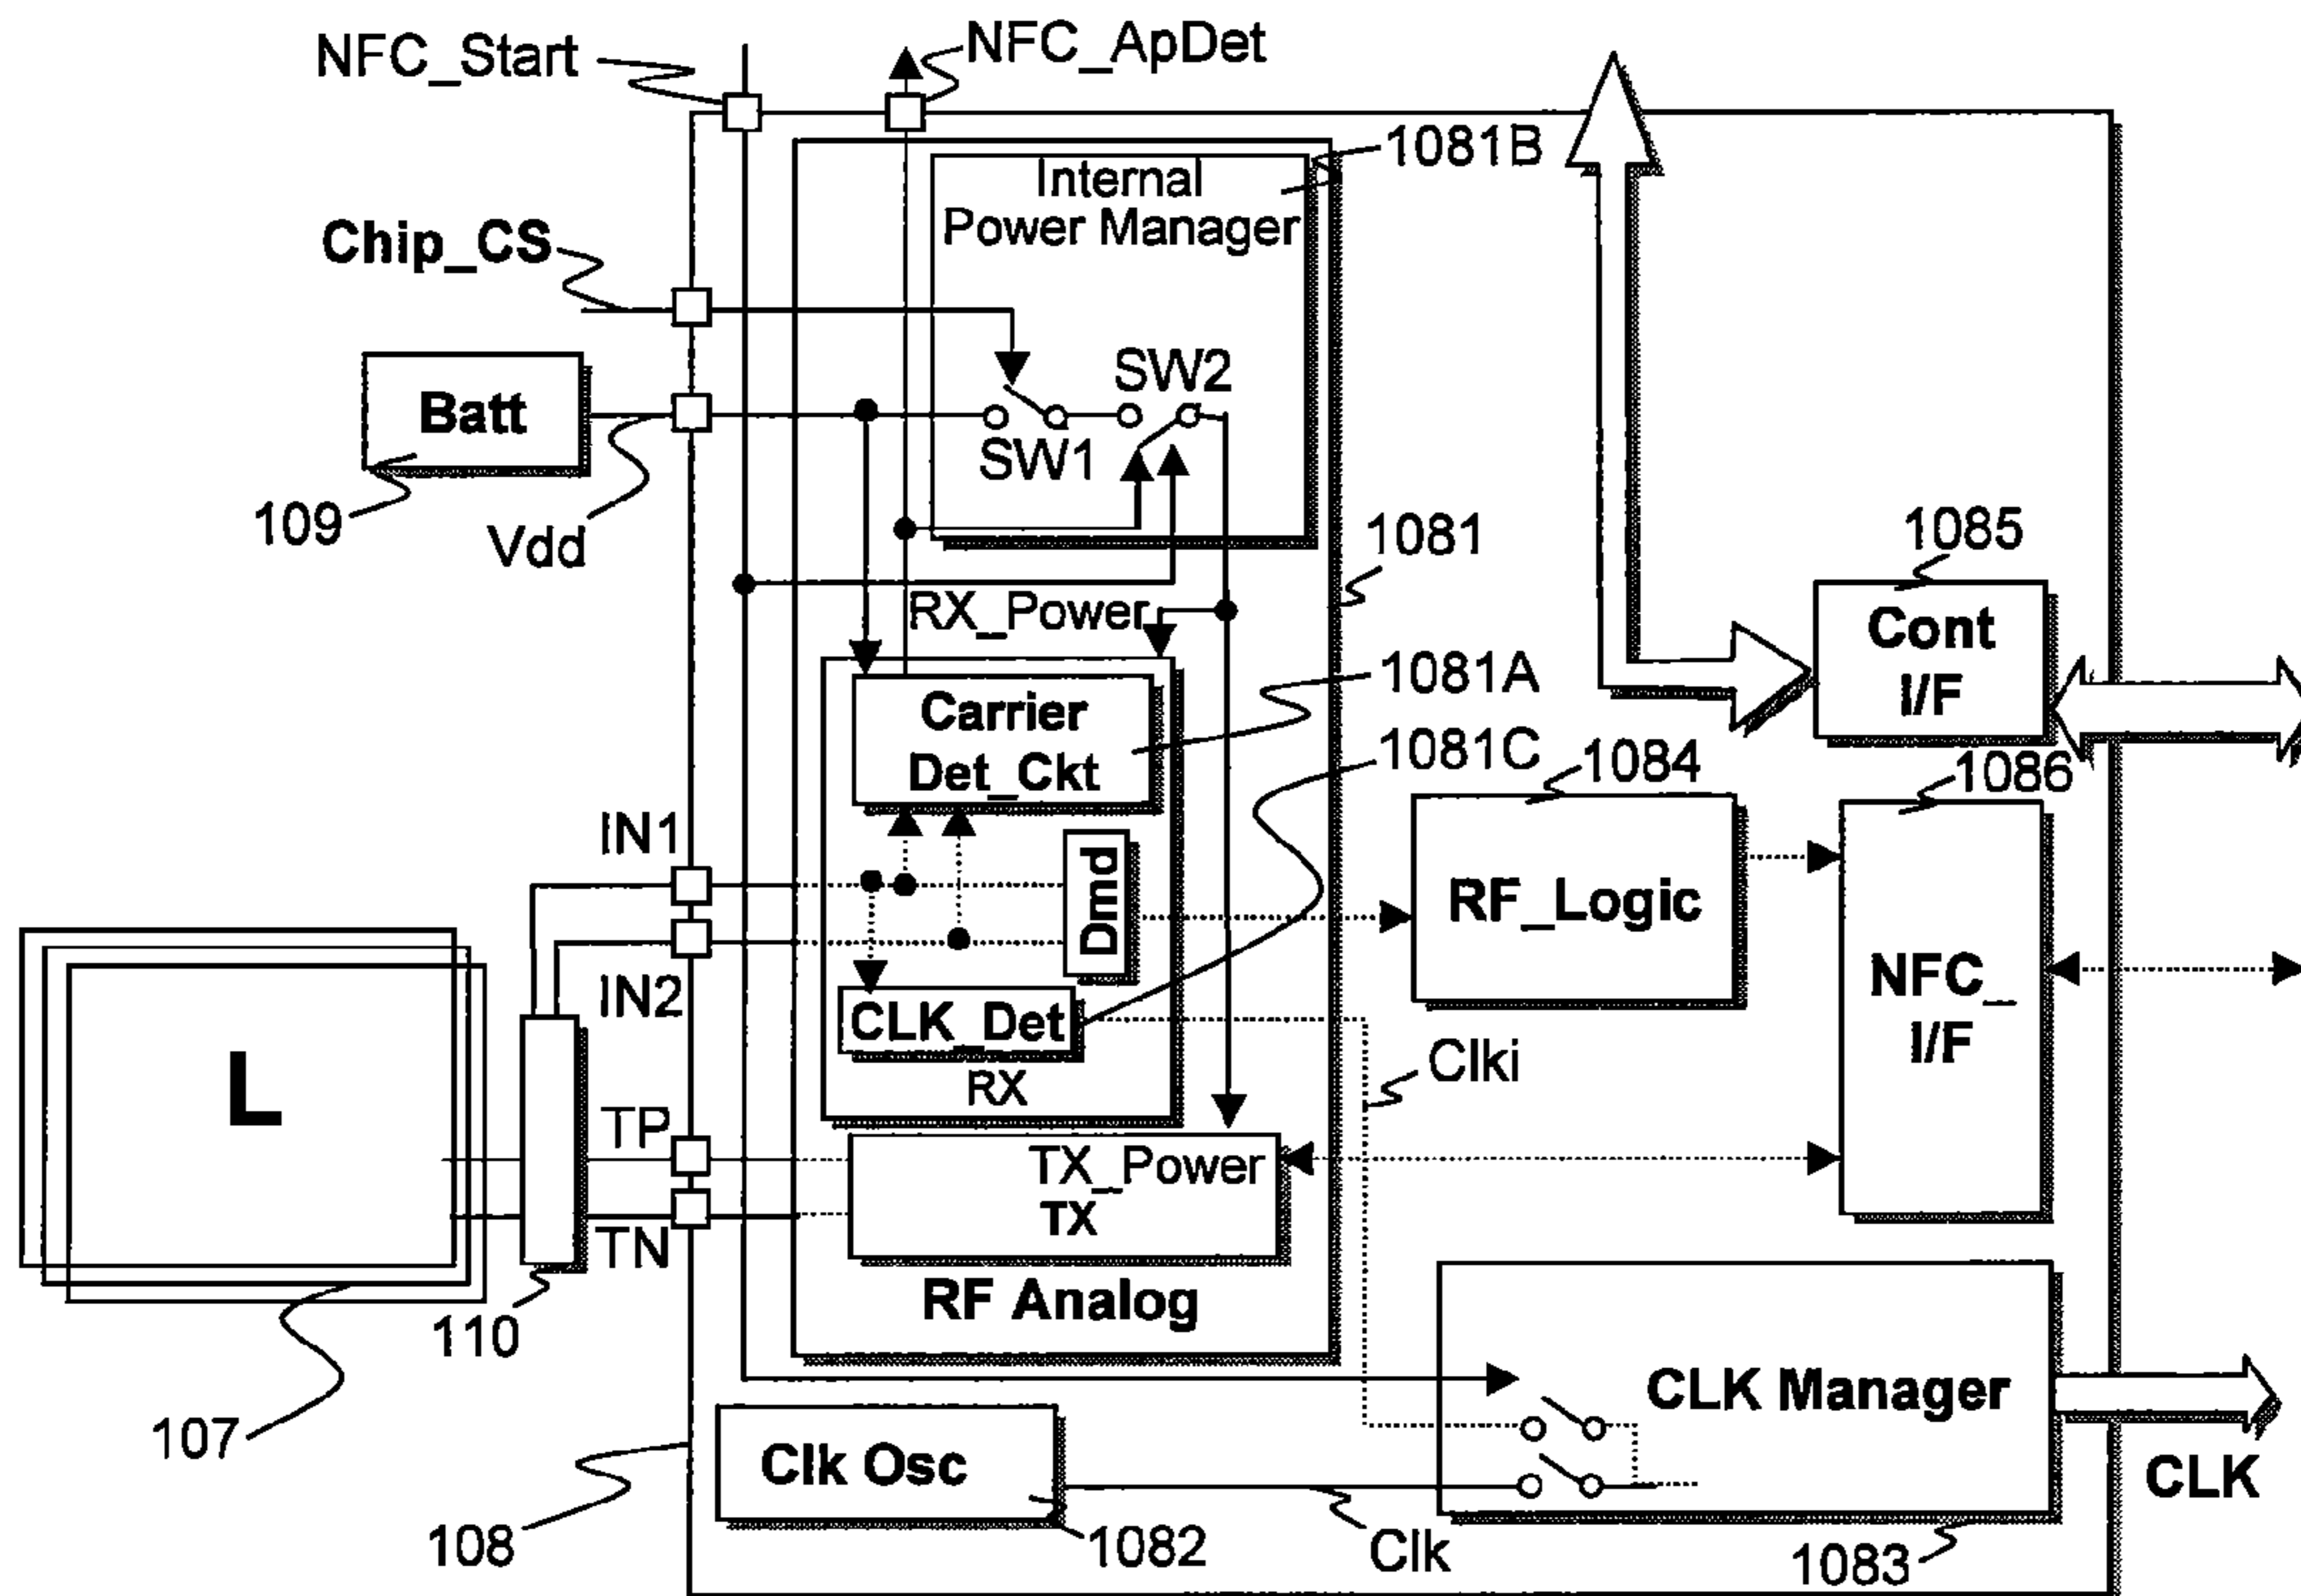 NFC_Start
NFC_ApDet
1081B
Internal
Power Manager
Chip_CS
SW2
Batt
SW1
109
Vdd
1081
1085
RX_Power
Cont
I/F
1081A
Carrier
Det_Ckt
1081C
1084
1086
IN1
Dmd
RF_Logic
NFC_
I/F
IN2
CLK_Det
RX
Clki
L
TP
TX_Power
TX
TN
RF Analog
110
107
CLK Manager
Clk Osc
CLK
108
1082
Clk
1083